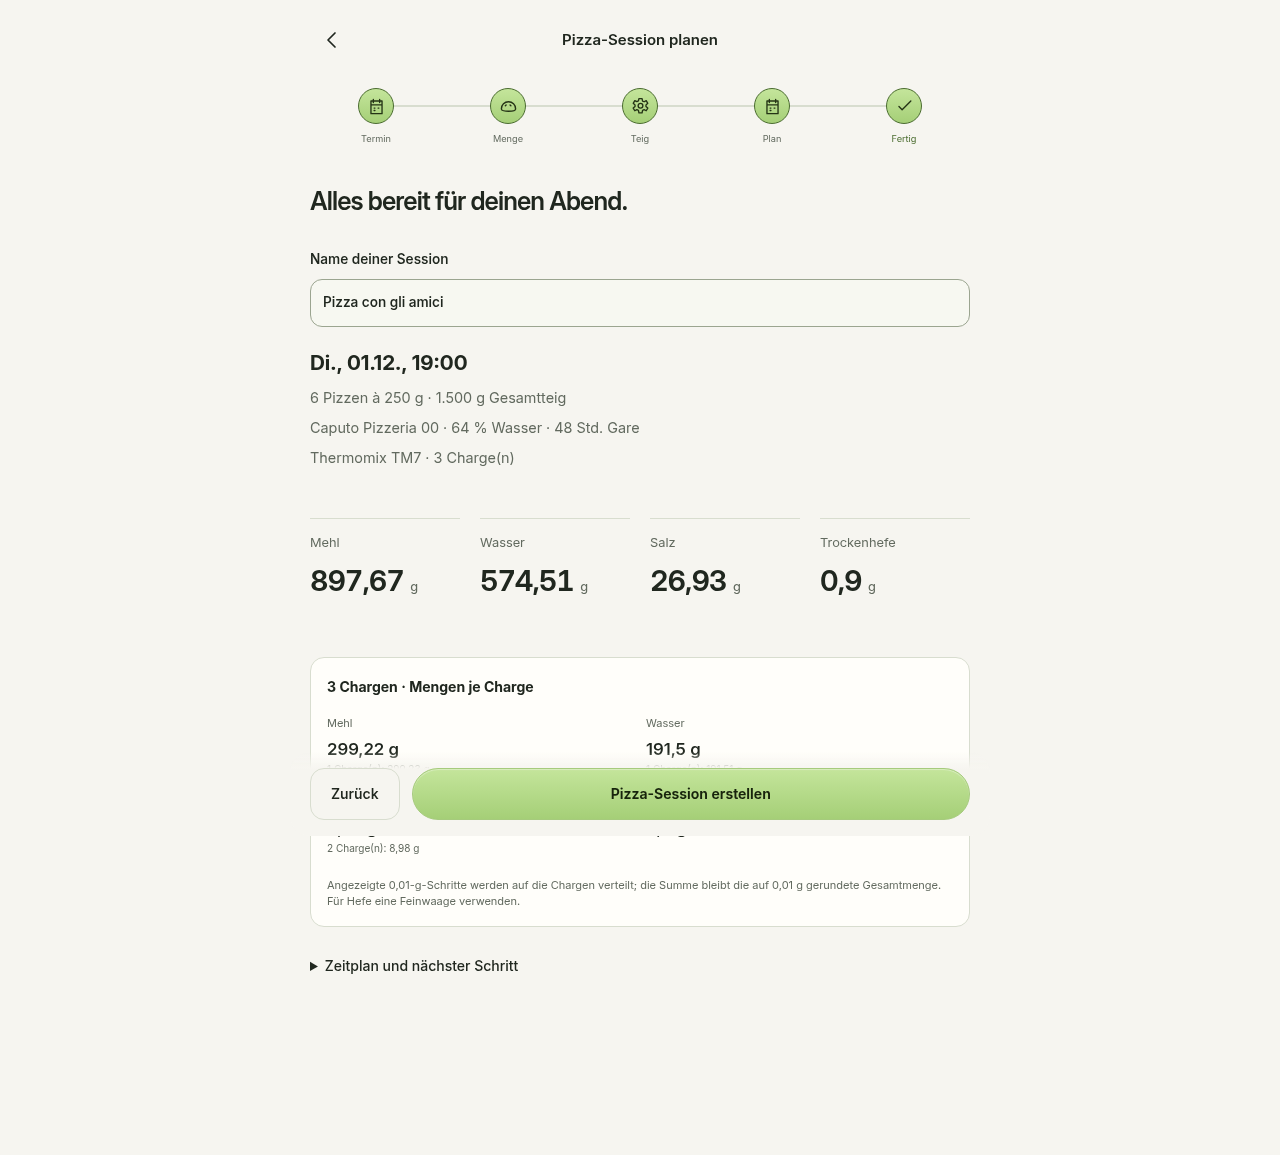 Pizza-Session planen
Termin
Menge
Teig
Plan
Fertig
Alles bereit für deinen Abend.
Name deiner Session
Pizza con gli amici
Di., 01.12., 19:00
6 Pizzen à 250 g · 1.500 g Gesamtteig
Caputo Pizzeria 00 · 64 % Wasser · 48 Std. Gare
Thermomix TM7 · 3 Charge(n)
Mehl
Wasser
Salz
Trockenhefe
897,67 g
574,51 g
26,93 g
0,9 g
3 Chargen · Mengen je Charge
Mehl
Wasser
299,22 g
191,5 g
Zurück
Pizza-Session erstellen
2 Charge(n): 8,98 g
Angezeigte 0,01-g-Schritte werden auf die Chargen verteilt; die Summe bleibt die auf 0,01 g gerundete Gesamtmenge.
Für Hefe eine Feinwaage verwenden.
Zeitplan und nächster Schritt